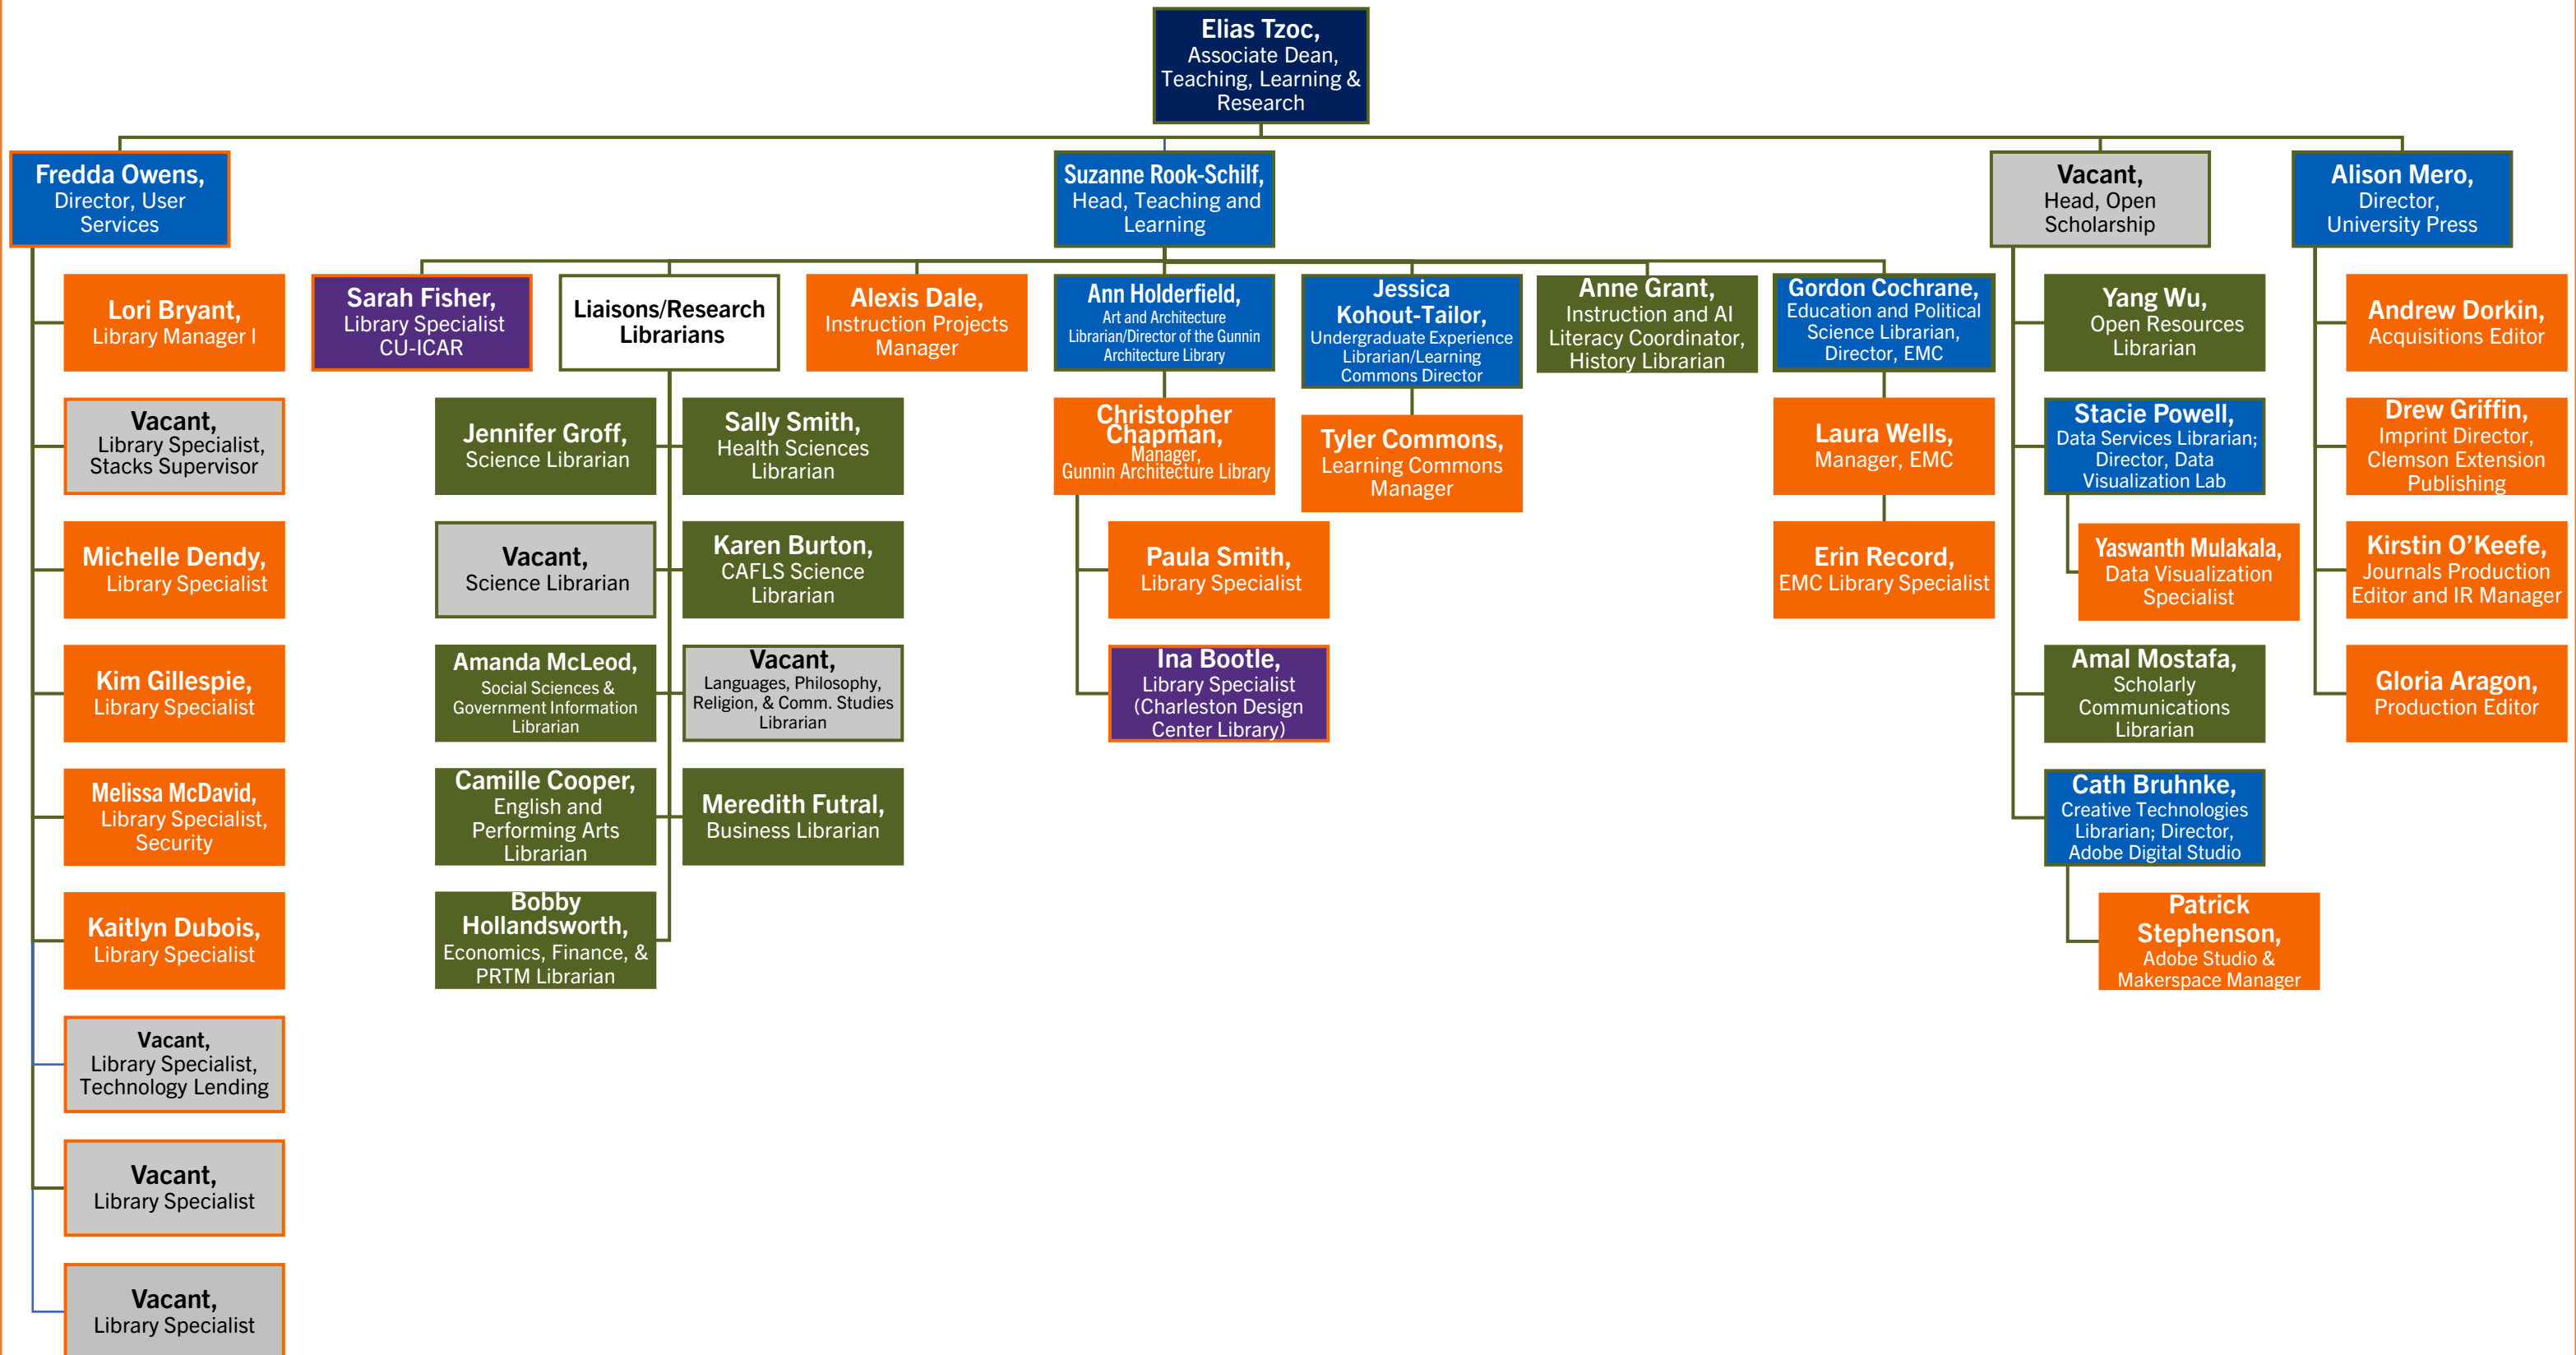 Elias Tzoc,
Associate Dean,
Teaching, Learning &
Research
Fredda Owens,
Director, User
Services
Suzanne Rook-Schilf,
Head, Teaching and
Learning
Vacant,
Head, Open
Scholarship
Alison Mero,
Director,
University Press
Lori Bryant,
Library Manager I
Vacant,
Library Specialist,
Stacks Supervisor
Michelle Dendy,
Library Specialist
Kim Gillespie,
Library Specialist
Melissa McDavid,
Library Specialist,
Security
Kaitlyn Dubois,
Library Specialist
Vacant,
Library Specialist,
Technology Lending
Vacant,
Library Specialist
Vacant,
Library Specialist
Sarah Fisher,
Library Specialist
CU-ICAR
Liaisons/Research
Librarians
Jennifer Groff,
Science Librarian
Sally Smith,
Health Sciences
Librarian
Vacant,
Science Librarian
Karen Burton,
CAFLS Science
Librarian
Amanda McLeod,
Social Sciences &
Government Information
Librarian
Vacant,
Languages, Philosophy,
Religion, & Comm. Studies
Librarian
Camille Cooper,
English and
Performing Arts
Librarian
Meredith Futral,
Business Librarian
Bobby
Hollandsworth,
Economics, Finance, &
PRTM Librarian
Alexis Dale,
Instruction Projects
Manager
Ann Holderfield,
Art and Architecture
Librarian/Director of the Gunnin
Architecture Library
Christopher
Chapman,
Manager,
Gunnin Architecture Library
Paula Smith,
Library Specialist
Ina Bootle,
Library Specialist
(Charleston Design
Center Library)
Jessica
Kohout-Tailor,
Undergraduate Experience
Librarian/Learning
Commons Director
Tyler Commons,
Learning Commons
Manager
Anne Grant,
Instruction and AI
Literacy Coordinator,
History Librarian
Gordon Cochrane,
Education and Political
Science Librarian,
Director, EMC
Laura Wells,
Manager, EMC
Erin Record,
EMC Library Specialist
Yang Wu,
Open Resources
Librarian
Stacie Powell,
Data Services Librarian;
Director, Data
Visualization Lab
Yaswanth Mulakala,
Data Visualization
Specialist
Amal Mostafa,
Scholarly
Communications
Librarian
Cath Bruhnke,
Creative Technologies
Librarian; Director,
Adobe Digital Studio
Patrick
Stephenson,
Adobe Studio &
Makerspace Manager
Andrew Dorkin,
Acquisitions Editor
Drew Griffin,
Imprint Director,
Clemson Extension
Publishing
Kirstin O’Keefe,
Journals Production
Editor and IR Manager
Gloria Aragon,
Production Editor